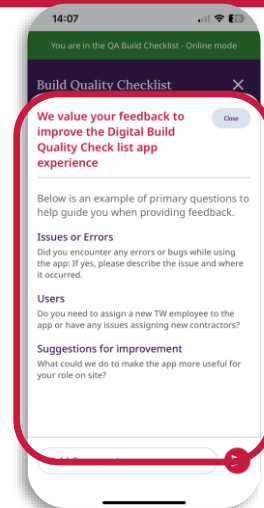 14:07
You are in the QA Build Checklist - Online mode
Build Quality Checklist
We value your feedback to
improve the Digital Build
Quality Check list app
experience
Close
Below is an example of primary questions to
help guide you when providing feedback.
Issues or Errors
Did you encounter any errors or bugs while using
the app: If yes, please describe the issue and where
it occurred.
Users
Do you need to assign a new TW employee to the
app or have any issues assigning new contractors?
Suggestions for improvement
What could we do to make the app more useful for
your role on site?